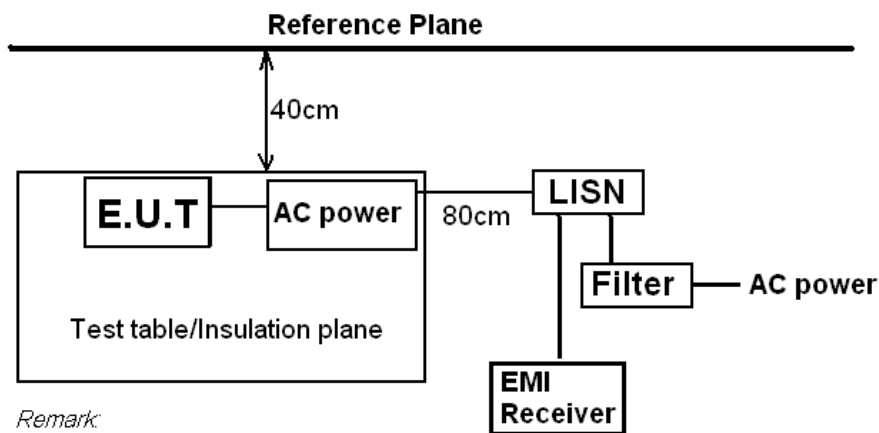 Reference Plane
40cm
E.U.T
AC power
80cm
LISN
Filter
AC power
Test table/Insulation plane
EMI
Receiver
Remark: